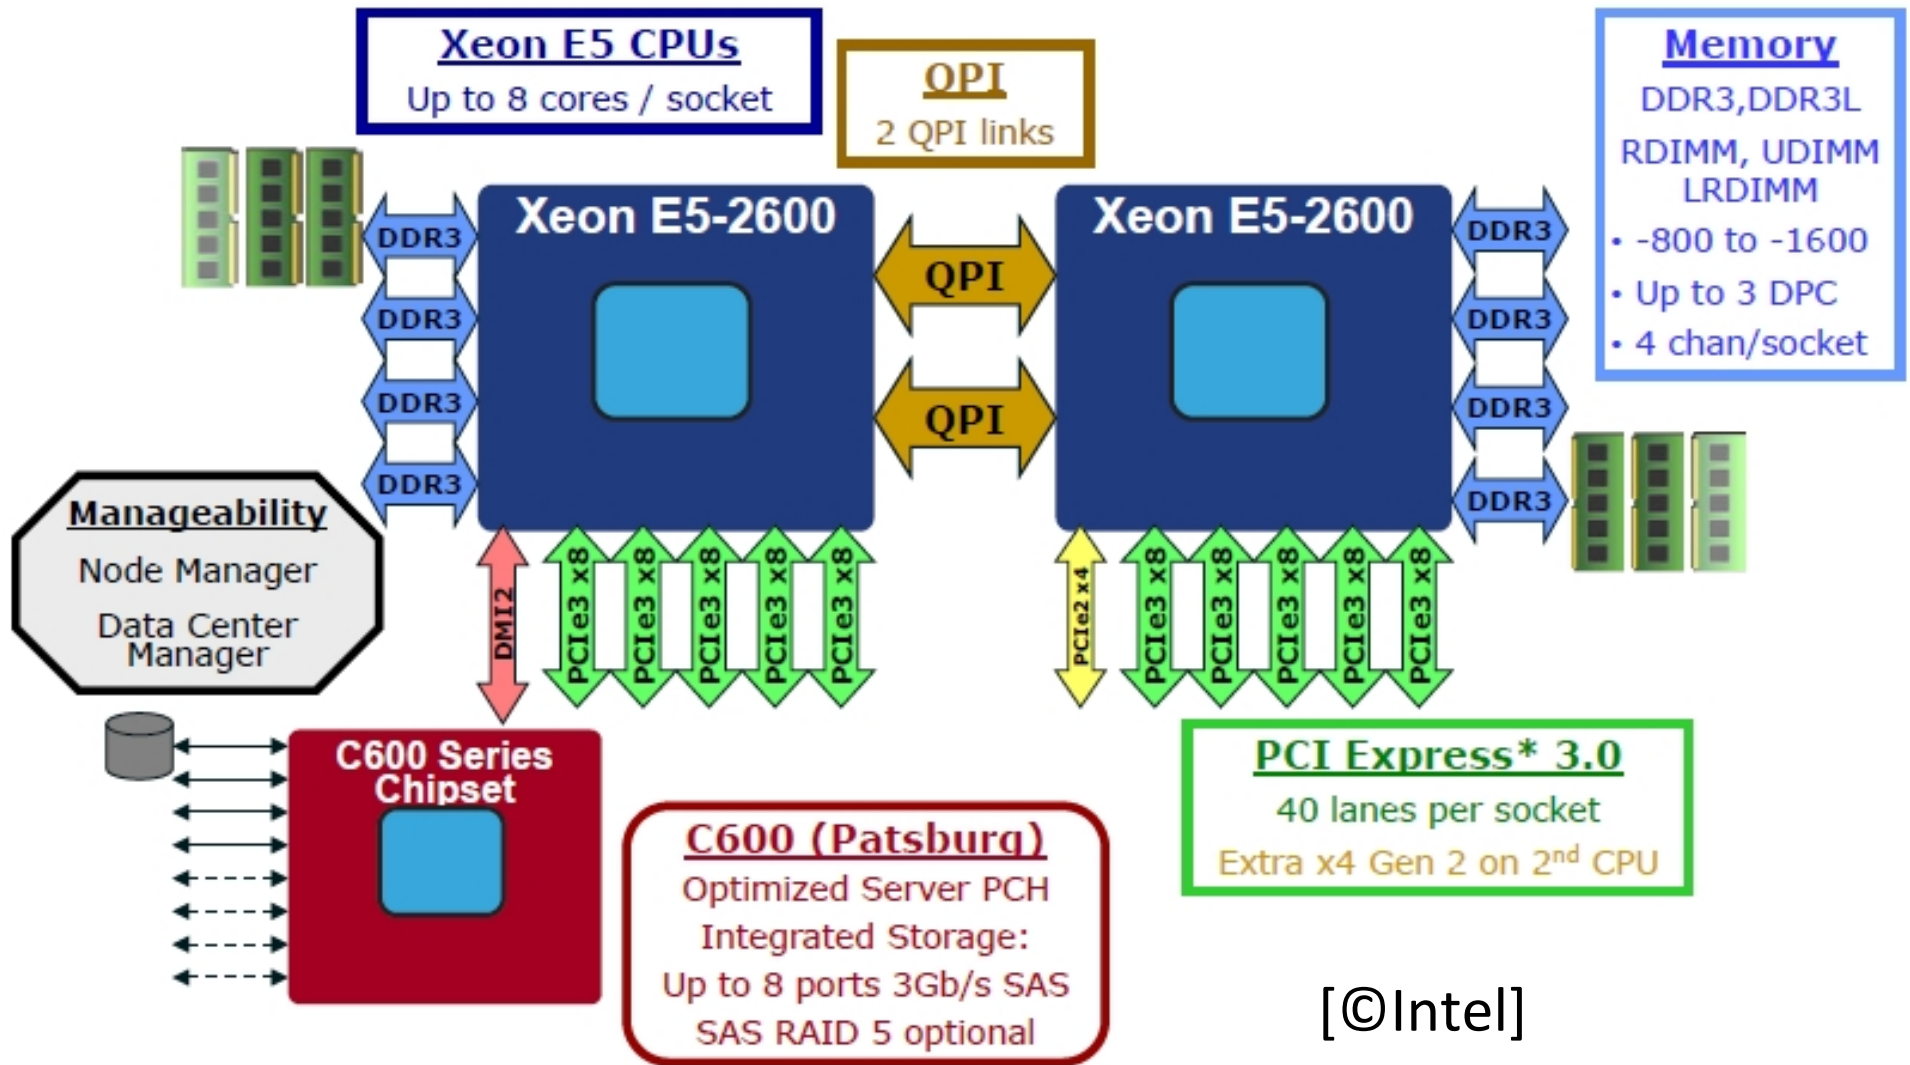 Xeon E5 CPUs
Up to 8 cores / socket
QPI
2 QPI links
Memory
DDR3,DDR3L
RDIMM, UDIMM
LRDIMM
• -800 to -1600
• Up to 3 DPC
• 4 chan/socket
Xeon E5-2600
Xeon E5-2600
DDR3
DDR3
DDR3
DDR3
QPI
QPI
DDR3
DDR3
DDR3
DDR3
Manageability
Node Manager
Data Center
Manager
DMI2
PCIe3 x8
PCIe3 x8
PCIe3 x8
PCIe3 x8
PCIe3 x8
PCIe2 x4
PCIe3 x8
PCIe3 x8
PCIe3 x8
PCIe3 x8
PCIe3 x8
C600 Series
Chipset
C600 (Patsburg)
Optimized Server PCH
Integrated Storage:
Up to 8 ports 3Gb/s SAS
SAS RAID 5 optional
PCI Express* 3.0
40 lanes per socket
Extra x4 Gen 2 on 2nd CPU
[©Intel]